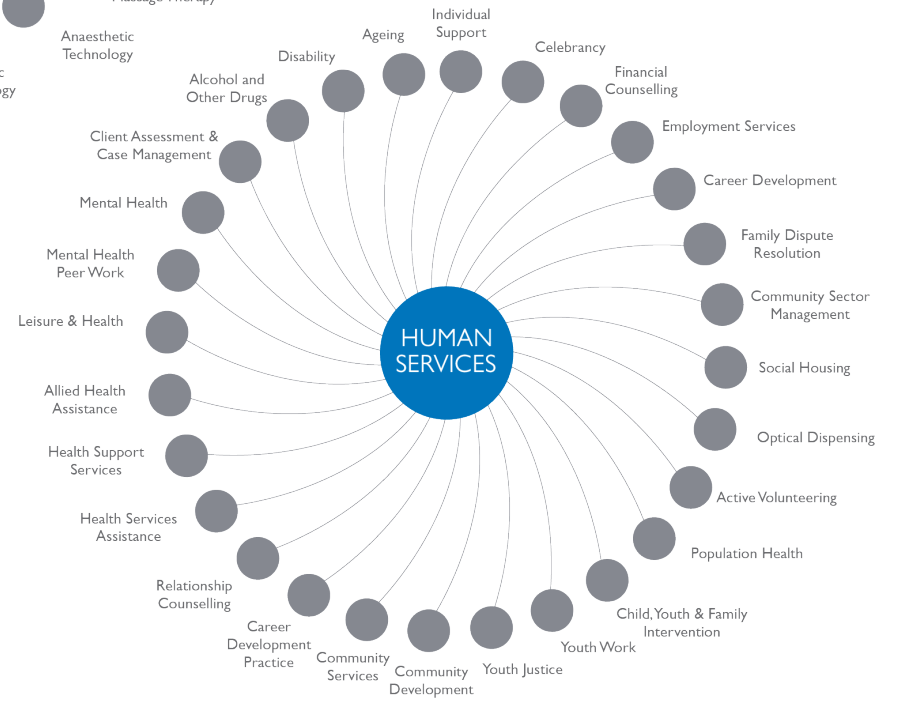 Anaesthetic
Technology
Individual
Support
Celebrancy
Financial
Counselling
Employment Services
Career Development
Family Dispute
Resolution
Community Sector
Management
Social Housing
Optical Dispensing
Active Volunteering
Population Health
Child, Youth & Family
Intervention
Youth Work
Youth Justice
Community
Development
Community
Services
Career
Development
Practice
Relationship
Counselling
Health Services
Assistance
Health Support
Services
Allied Health
Assistance
Leisure & Health
Mental Health
Peer Work
Mental Health
Client Assessment &
Case Management
Alcohol and
Other Drugs
Disability
Ageing
HUMAN
SERVICES